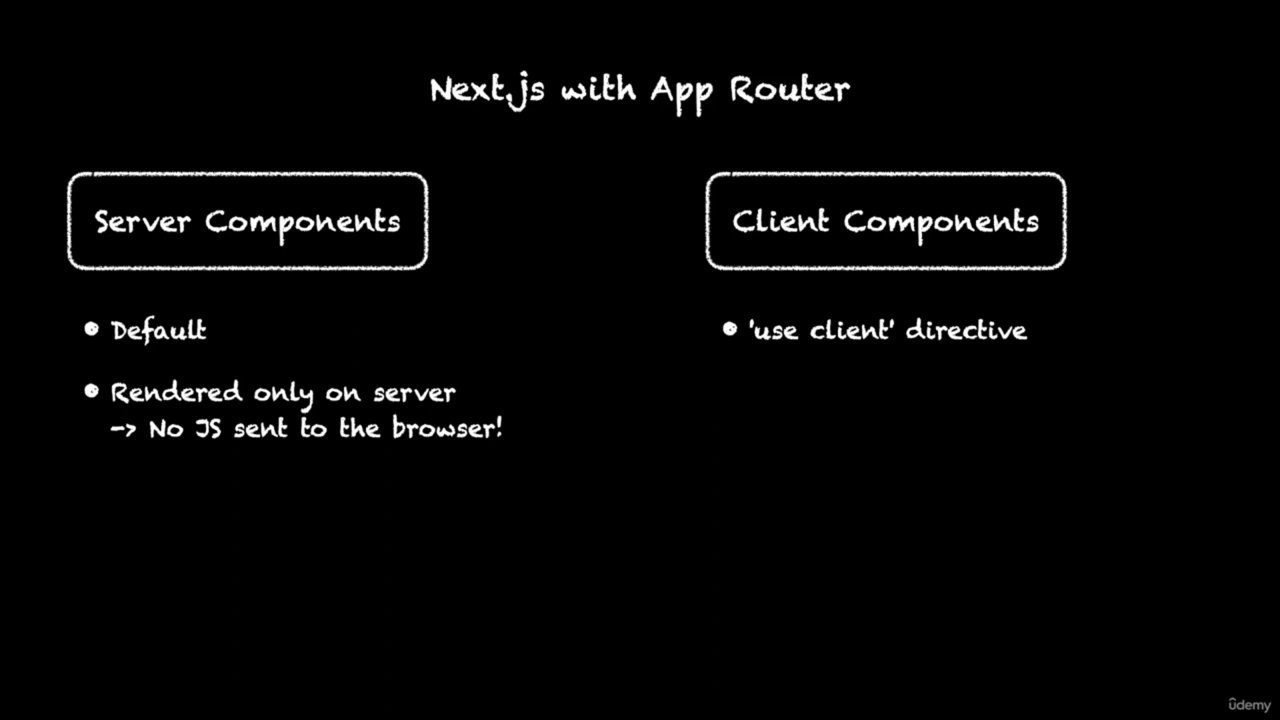 Next.js with App Router
Server Components
• Default
• Rendered only on server
-> No JS sent to the browser!
Client Components
• 'use client' directive
ûdemy